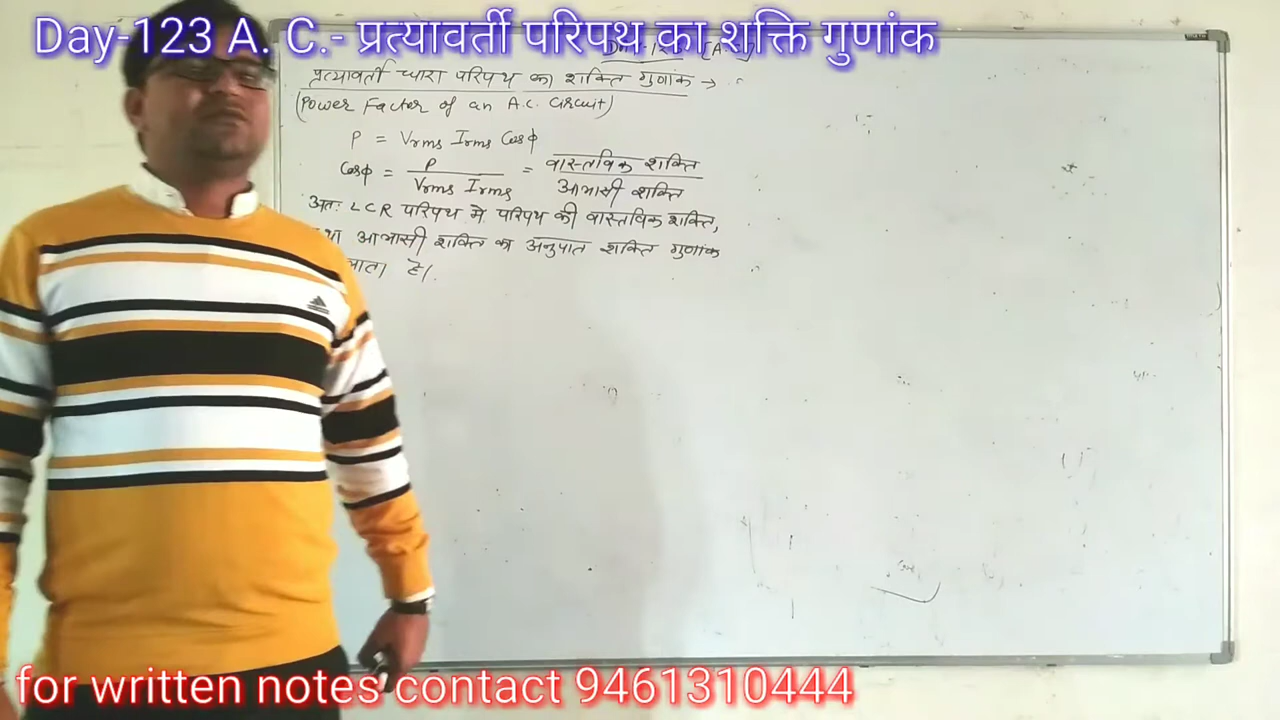 Day-123 A. C.- प्रत्यावर्ती परिपथ का शक्ति गुणांक
प्रत्यावर्ती धारा परिपथ का शक्ति गुणांक →
(Power Factor of an A.C. Circuit)
P = Vrms Irms Cosϕ
Cosϕ = P / Vrms Irms = वास्तविक शक्ति / आभासी शक्ति
अतः LCR परिपथ मे परिपथ की वास्तविक शक्ति,
आभासी शक्ति का अनुपात शक्ति गुणांक
है।
for written notes contact 9461310444